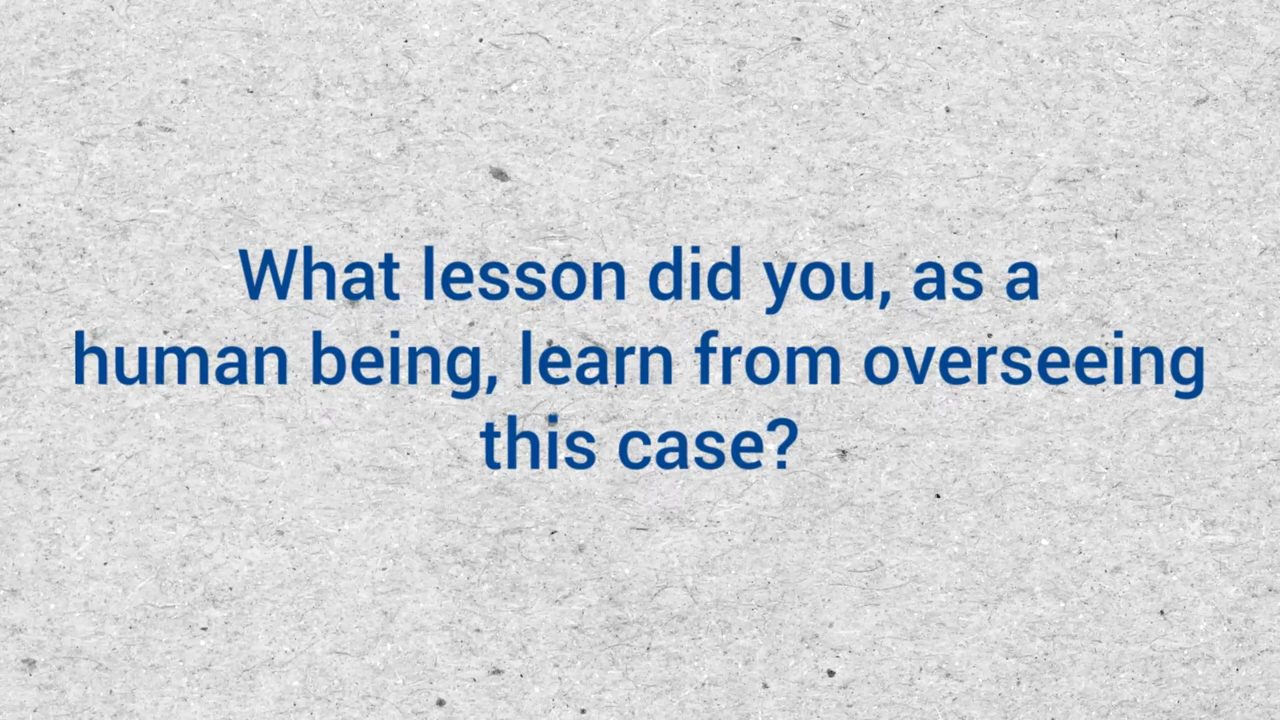 What lesson did you, as a
human being, learn from overseeing
this case?